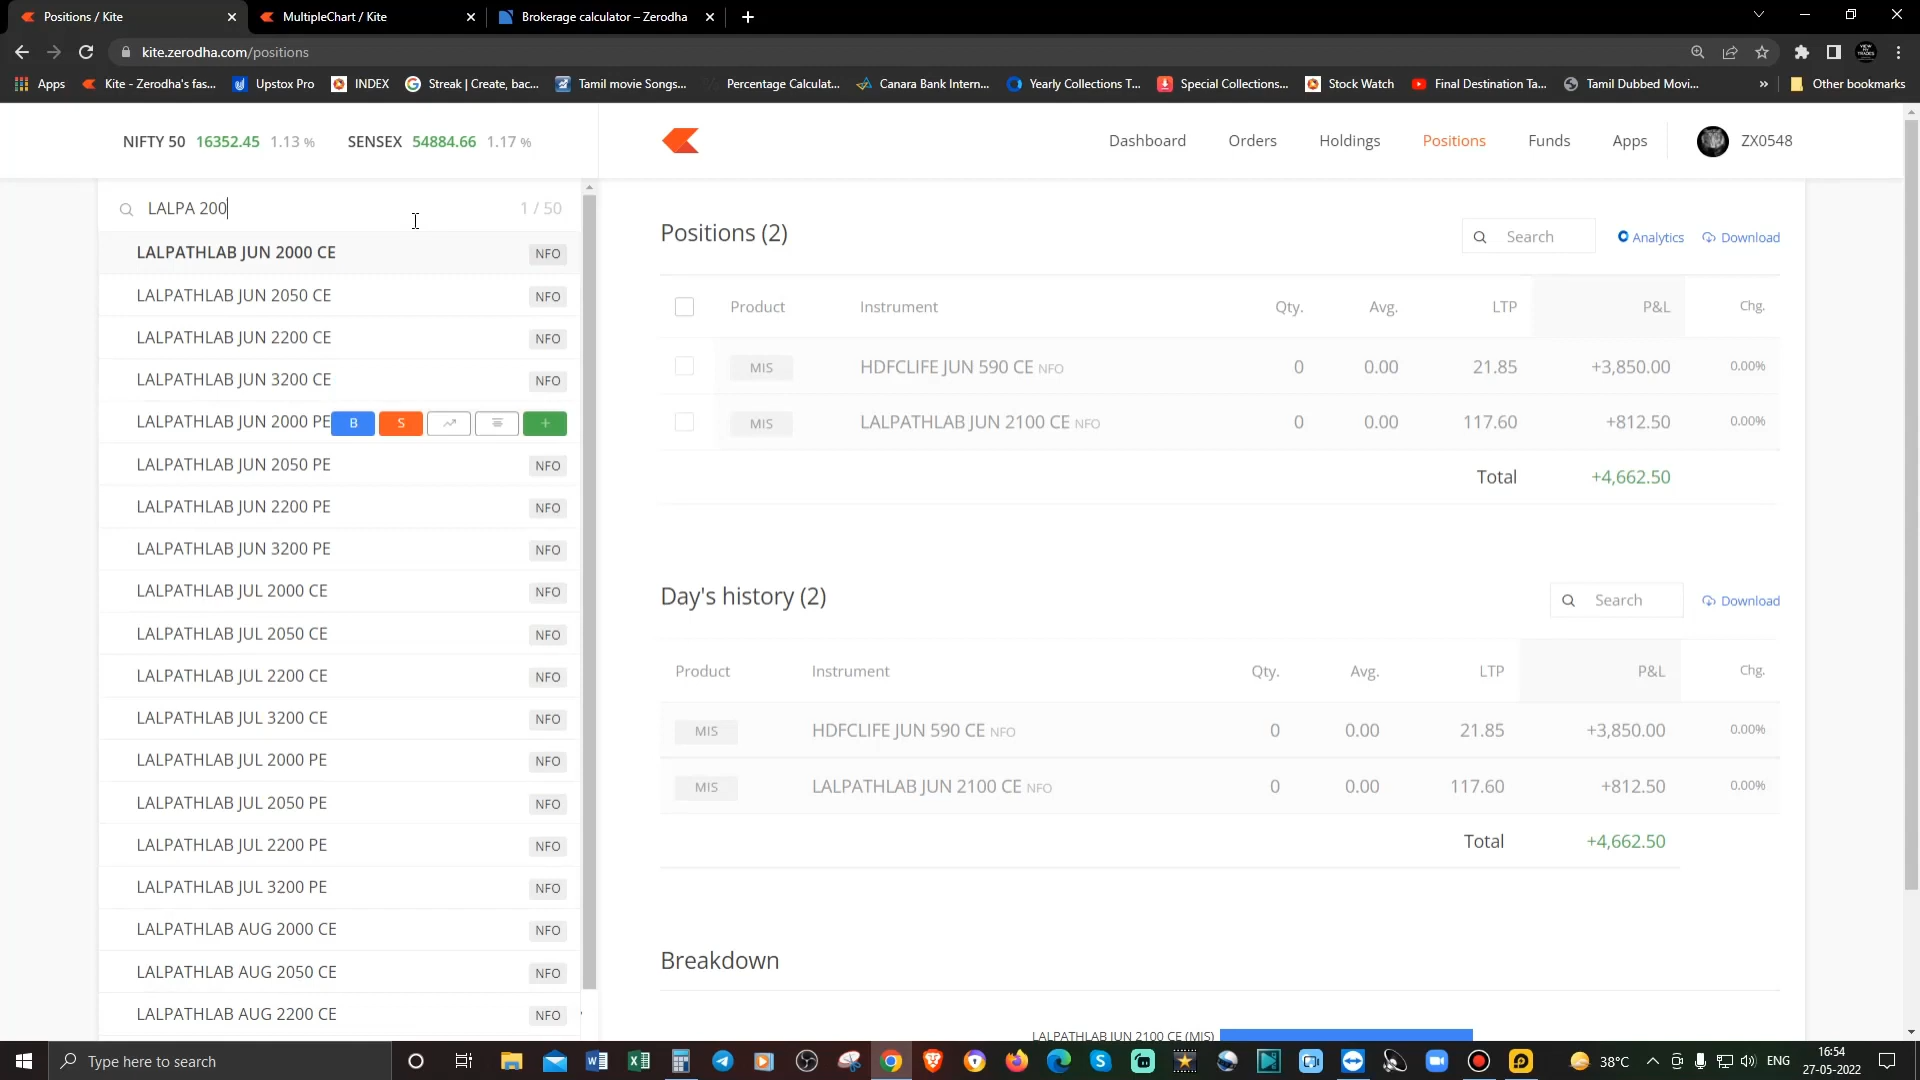 Positions / Kite
MultipleChart / Kite
Brokerage calculator – Zerodha
kite.zerodha.com/positions
Apps
Kite - Zerodha's fas...
Upstox Pro
INDEX
Streak | Create, bac...
Tamil movie Songs...
Percentage Calculat...
Canara Bank Intern...
Yearly Collections T...
Special Collections...
Stock Watch
Final Destination Ta...
Tamil Dubbed Movi...
»
Other bookmarks
NIFTY 50 16352.45 1.13 %
SENSEX 54884.66 1.17 %
Dashboard
Orders
Holdings
Positions
Funds
Apps
ZX0548
LALPA 200
1 / 50
LALPATHLAB JUN 2000 CE NFO
LALPATHLAB JUN 2050 CE NFO
LALPATHLAB JUN 2200 CE NFO
LALPATHLAB JUN 3200 CE NFO
LALPATHLAB JUN 2000 PE B S +
LALPATHLAB JUN 2050 PE NFO
LALPATHLAB JUN 2200 PE NFO
LALPATHLAB JUN 3200 PE NFO
LALPATHLAB JUL 2000 CE NFO
LALPATHLAB JUL 2050 CE NFO
LALPATHLAB JUL 2200 CE NFO
LALPATHLAB JUL 3200 CE NFO
LALPATHLAB JUL 2000 PE NFO
LALPATHLAB JUL 2050 PE NFO
LALPATHLAB JUL 2200 PE NFO
LALPATHLAB JUL 3200 PE NFO
LALPATHLAB AUG 2000 CE NFO
LALPATHLAB AUG 2050 CE NFO
LALPATHLAB AUG 2200 CE NFO
Positions (2)
Search
Analytics
Download
Product Instrument Qty. Avg. LTP P&L Chg.
MIS HDFCLIFE JUN 590 CE NFO 0 0.00 21.85 +3,850.00 0.00%
MIS LALPATHLAB JUN 2100 CE NFO 0 0.00 117.60 +812.50 0.00%
Total +4,662.50
Day's history (2)
Search
Download
Product Instrument Qty. Avg. LTP P&L Chg.
MIS HDFCLIFE JUN 590 CE NFO 0 0.00 21.85 +3,850.00 0.00%
MIS LALPATHLAB JUN 2100 CE NFO 0 0.00 117.60 +812.50 0.00%
Total +4,662.50
Breakdown
LALPATHLAB JUN 2100 CE (MIS)
Type here to search
38°C
ENG
16:54
27-05-2022